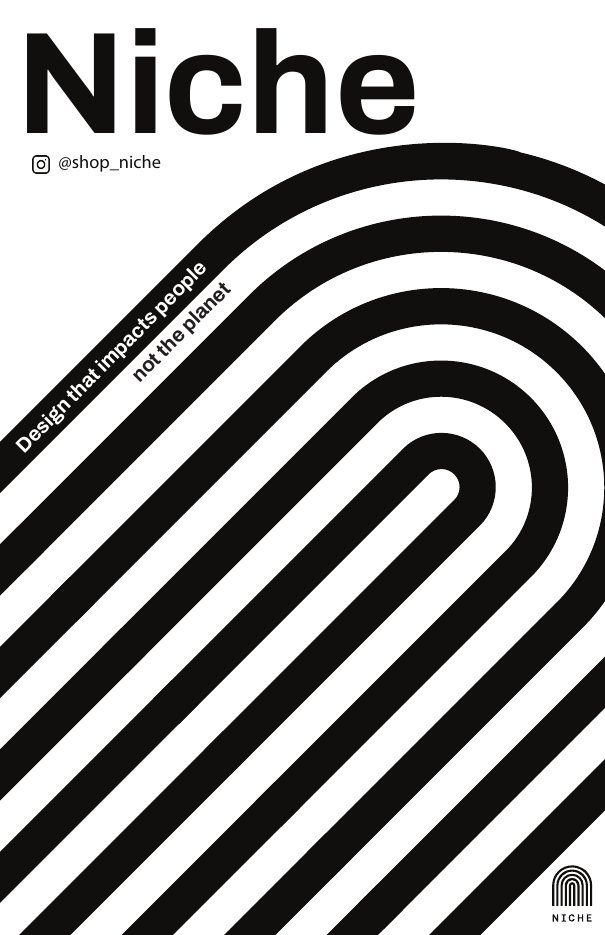 Niche
@shop_niche
Design that impacts people
not the planet
NICHE